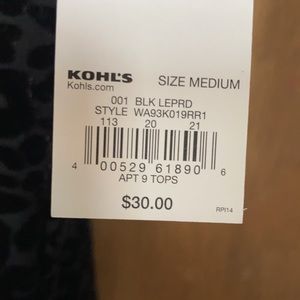 KOHL'S
Kohls.com
SIZE MEDIUM
001 BLK LEPRD
STYLE WA93K019RR1
113 20 21
4 00529 61890 6
APT 9 TOPS
$30.00
RPI14